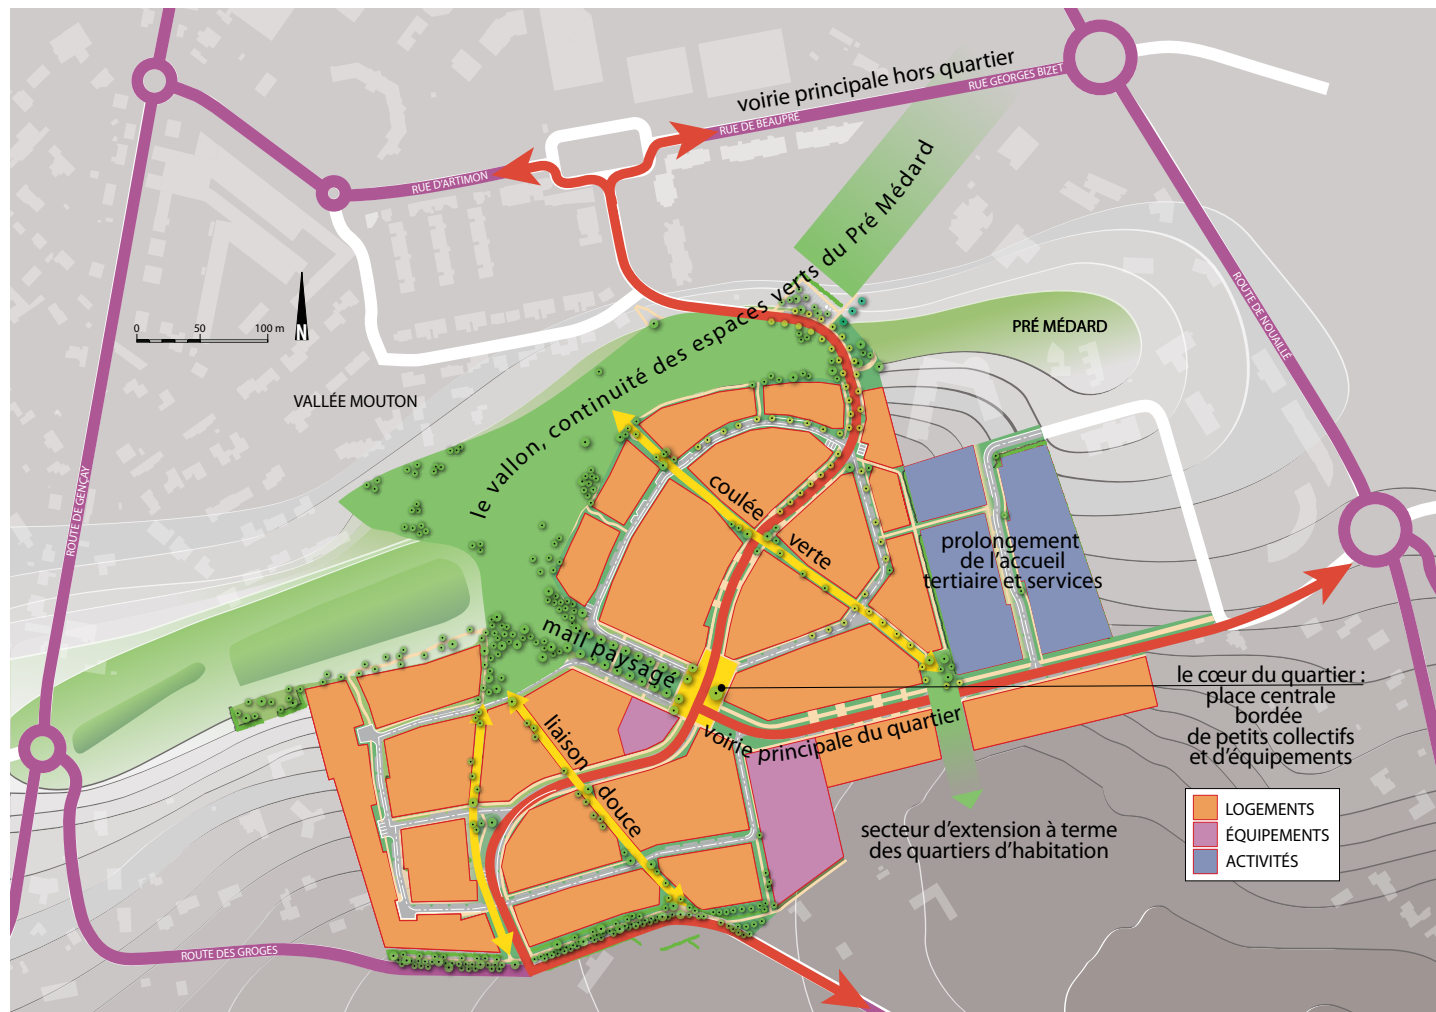 voirie principale hors quartier
RUE GEORGES BIZET
RUE DE BEAUPRE
RUE D'ARTIMON
le vallon, continuité des espaces verts du Pré Médard
ROUTE DE NOUAILLÉ
0 50 100 m
N
PRÉ MÉDARD
VALLÉE MOUTON
ROUTE DE GENÇAY
coulée
verte
prolongement
de l'accueil
tertiaire et services
mail paysagé
le cœur du quartier :
place centrale
bordée
de petits collectifs
et d'équipements
voirie principale du quartier
liaison
douce
secteur d'extension à terme
des quartiers d'habitation
LOGEMENTS
ÉQUIPEMENTS
ACTIVITÉS
ROUTE DES GROGES